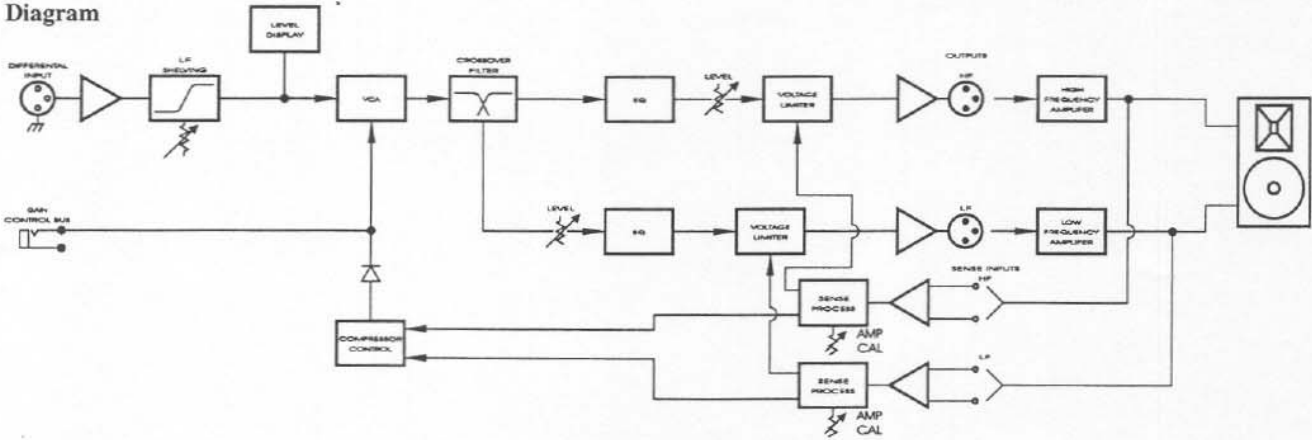 Diagram
LEVEL
DISPLAY
DIFFERENTIAL
INPUT
LF
SHELVING
VCA
CROSSOVER
FILTER
EQ
LEVEL
VOLTAGE
LIMITER
OUTPUTS
HF
HIGH
FREQUENCY
AMPLIFER
GAIN
CONTROL BUS
LEVEL
EQ
VOLTAGE
LIMITER
LF
LOW
FREQUENCY
AMPLIFER
SENSE INPUTS
HF
SENSE
PROCESS
AMP
CAL
COMPRESSOR
CONTROL
LF
SENSE
PROCESS
AMP
CAL